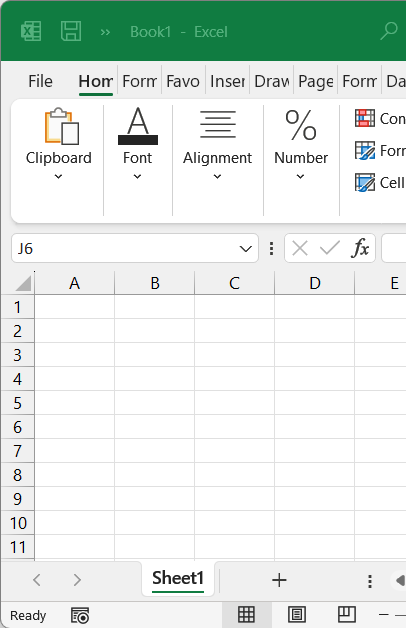 Book1 - Excel
File Hom Form Favo Inser Draw Page Form Da
Clipboard
Font
Alignment
Number
Con
Form
Cell
J6
fx
A B C D E
1
2
3
4
5
6
7
8
9
10
11
Sheet1
Ready